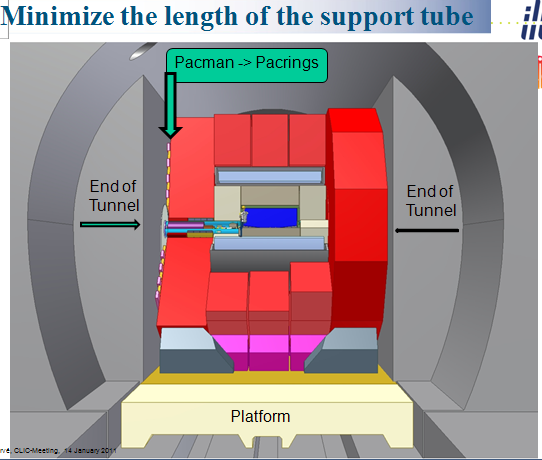 Minimize the length of the support tube
Pacman -> Pacrings
End of
Tunnel
End of
Tunnel
Platform
CLIC-Meeting, 14 January 2011